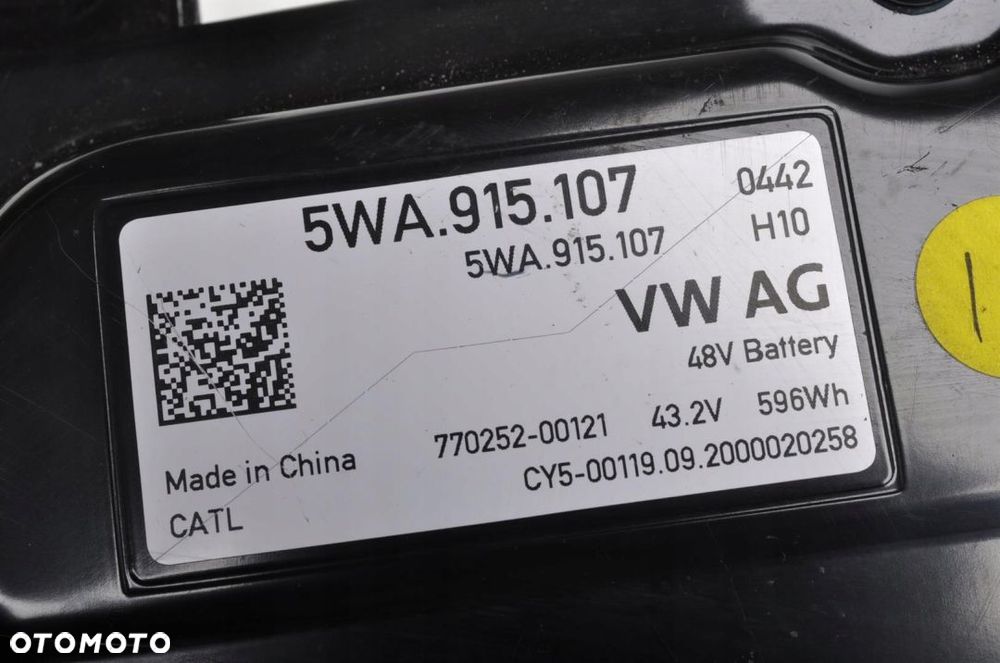 5WA.915.107
0442
5WA.915.107
H10
VW AG
48V Battery
770252-00121 43.2V 596Wh
Made in China
CY5-00119.09.2000020258
CATL
OTOMOTO